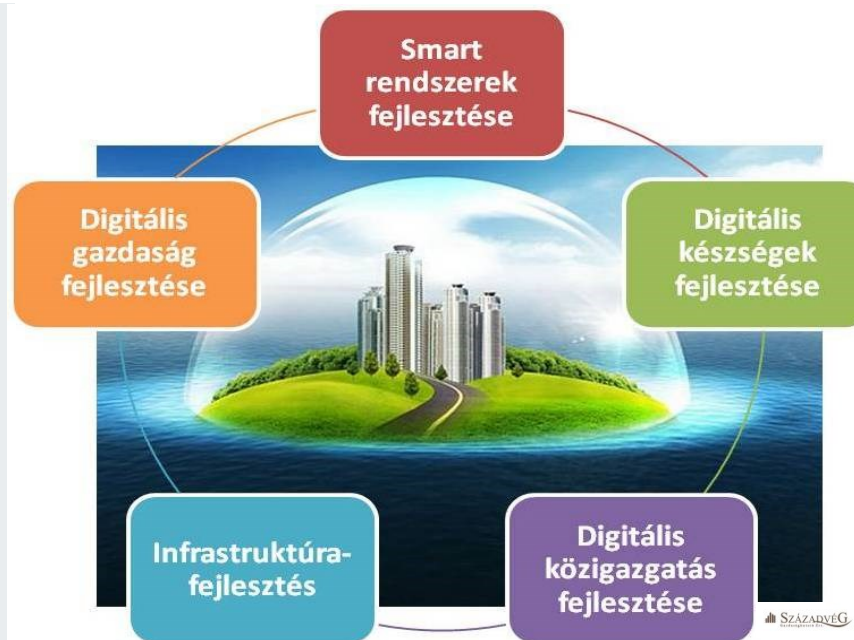 Smart
rendszerek
fejlesztése
Digitális
gazdaság
fejlesztése
Digitális
készségek
fejlesztése
Infrastruktúra-
fejlesztés
Digitális
közigazgatás
fejlesztése
SZÁZADVÉG